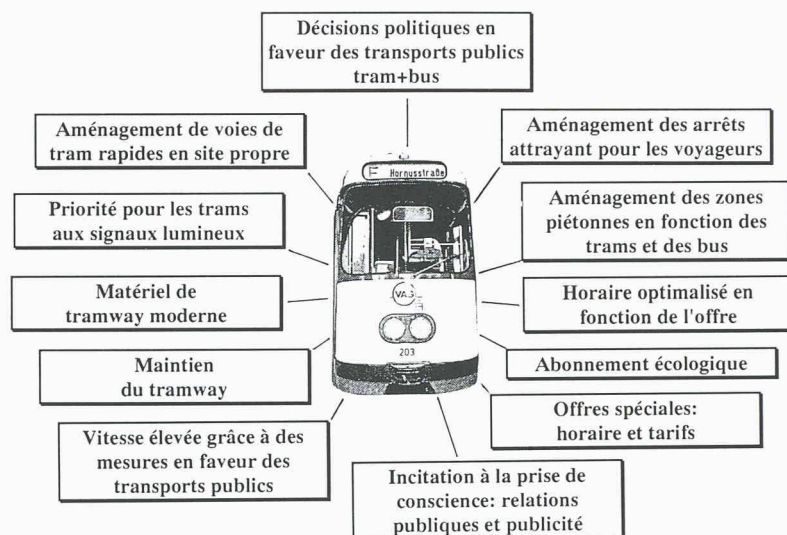 Décisions politiques en
faveur des transports publics
tram+bus
Aménagement de voies de
tram rapides en site propre
Aménagement des arrêts
attrayant pour les voyageurs
F Hornusstraße
Priorité pour les trams
aux signaux lumineux
Aménagement des zones
piétonnes en fonction des
trams et des bus
Matériel de
tramway moderne
VAG
Horaire optimalisé en
fonction de l'offre
203
Maintien
du tramway
Abonnement écologique
Offres spéciales:
horaire et tarifs
Vitesse élevée grâce à des
mesures en faveur des
transports publics
Incitation à la prise de
conscience: relations
publiques et publicité